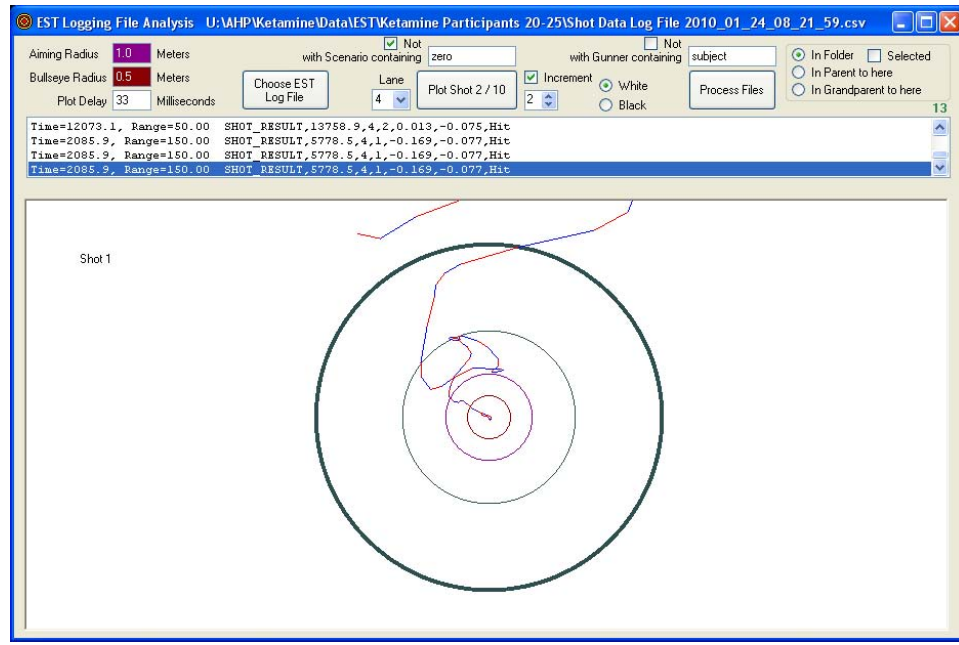 EST Logging File Analysis U:\AHP\Ketamine\Data\EST\Ketamine Participants 20-25\Shot Data Log File 2010_01_24_08_21_59.csv
Aiming Radius 1.0 Meters
Bullseye Radius 0.5 Meters
Plot Delay 33 Milliseconds
Choose EST Log File
Not
with Scenario containing zero
Lane
4
Plot Shot 2 / 10
Increment
2
White
Black
Not
with Gunner containing subject
Process Files
In Folder Selected
In Parent to here
In Grandparent to here
13
Time=12073.1, Range=50.00 SHOT_RESULT,13758.9,4,2,0.013,-0.075,Hit
Time=2085.9, Range=150.00 SHOT_RESULT,5778.5,4,1,-0.169,-0.077,Hit
Time=2085.9, Range=150.00 SHOT_RESULT,5778.5,4,1,-0.169,-0.077,Hit
Time=2085.9, Range=150.00 SHOT_RESULT,5778.5,4,1,-0.169,-0.077,Hit
Shot 1